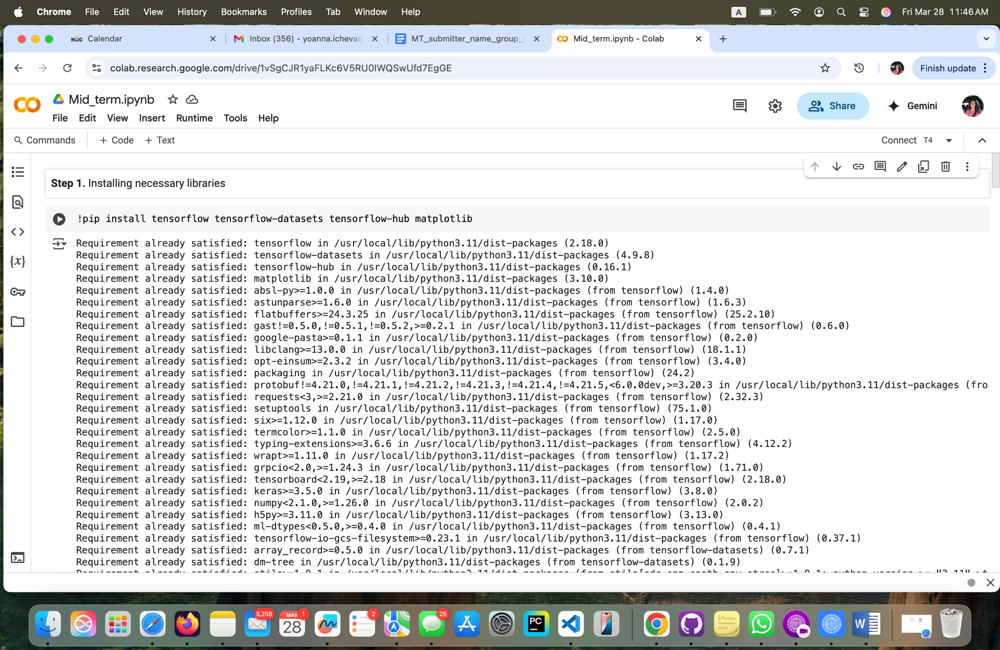 Chrome File Edit View History Bookmarks Profiles Tab Window Help A Fri Mar 28 11:46 AM
Calendar Inbox (356) - yoanna.icheva@ MT_submitter_name_group_ Mid_term.ipynb - Colab
colab.research.google.com/drive/1vSgCJR1yaFLKc6V5RU0lWQSwUfd7EgGE Finish update
Mid_term.ipynb Share Gemini
File Edit View Insert Runtime Tools Help
Commands + Code + Text Connect T4
Step 1. Installing necessary libraries
!pip install tensorflow tensorflow-datasets tensorflow-hub matplotlib
Requirement already satisfied: tensorflow in /usr/local/lib/python3.11/dist-packages (2.18.0)
Requirement already satisfied: tensorflow-datasets in /usr/local/lib/python3.11/dist-packages (4.9.8)
Requirement already satisfied: tensorflow-hub in /usr/local/lib/python3.11/dist-packages (0.16.1)
Requirement already satisfied: matplotlib in /usr/local/lib/python3.11/dist-packages (3.10.0)
Requirement already satisfied: absl-py>=1.0.0 in /usr/local/lib/python3.11/dist-packages (from tensorflow) (1.4.0)
Requirement already satisfied: astunparse>=1.6.0 in /usr/local/lib/python3.11/dist-packages (from tensorflow) (1.6.3)
Requirement already satisfied: flatbuffers>=24.3.25 in /usr/local/lib/python3.11/dist-packages (from tensorflow) (25.2.10)
Requirement already satisfied: gast!=0.5.0,!=0.5.1,!=0.5.2,>=0.2.1 in /usr/local/lib/python3.11/dist-packages (from tensorflow) (0.6.0)
Requirement already satisfied: google-pasta>=0.1.1 in /usr/local/lib/python3.11/dist-packages (from tensorflow) (0.2.0)
Requirement already satisfied: libclang>=13.0.0 in /usr/local/lib/python3.11/dist-packages (from tensorflow) (18.1.1)
Requirement already satisfied: opt-einsum>=2.3.2 in /usr/local/lib/python3.11/dist-packages (from tensorflow) (3.4.0)
Requirement already satisfied: packaging in /usr/local/lib/python3.11/dist-packages (from tensorflow) (24.2)
Requirement already satisfied: protobuf!=4.21.0,!=4.21.1,!=4.21.2,!=4.21.3,!=4.21.4,!=4.21.5,<6.0.0dev,>=3.20.3 in /usr/local/lib/python3.11/dist-packages (fro
Requirement already satisfied: requests<3,>=2.21.0 in /usr/local/lib/python3.11/dist-packages (from tensorflow) (2.32.3)
Requirement already satisfied: setuptools in /usr/local/lib/python3.11/dist-packages (from tensorflow) (75.1.0)
Requirement already satisfied: six>=1.12.0 in /usr/local/lib/python3.11/dist-packages (from tensorflow) (1.17.0)
Requirement already satisfied: termcolor>=1.1.0 in /usr/local/lib/python3.11/dist-packages (from tensorflow) (2.5.0)
Requirement already satisfied: typing-extensions>=3.6.6 in /usr/local/lib/python3.11/dist-packages (from tensorflow) (4.12.2)
Requirement already satisfied: wrapt>=1.11.0 in /usr/local/lib/python3.11/dist-packages (from tensorflow) (1.17.2)
Requirement already satisfied: grpcio<2.0,>=1.24.3 in /usr/local/lib/python3.11/dist-packages (from tensorflow) (1.71.0)
Requirement already satisfied: tensorboard<2.19,>=2.18 in /usr/local/lib/python3.11/dist-packages (from tensorflow) (2.18.0)
Requirement already satisfied: keras>=3.5.0 in /usr/local/lib/python3.11/dist-packages (from tensorflow) (3.8.0)
Requirement already satisfied: numpy<2.1.0,>=1.26.0 in /usr/local/lib/python3.11/dist-packages (from tensorflow) (2.0.2)
Requirement already satisfied: h5py>=3.11.0 in /usr/local/lib/python3.11/dist-packages (from tensorflow) (3.13.0)
Requirement already satisfied: ml-dtypes<0.5.0,>=0.4.0 in /usr/local/lib/python3.11/dist-packages (from tensorflow) (0.4.1)
Requirement already satisfied: tensorflow-io-gcs-filesystem>=0.23.1 in /usr/local/lib/python3.11/dist-packages (from tensorflow) (0.37.1)
Requirement already satisfied: array_record>=0.5.0 in /usr/local/lib/python3.11/dist-packages (from tensorflow-datasets) (0.7.1)
Requirement already satisfied: dm-tree in /usr/local/lib/python3.11/dist-packages (from tensorflow-datasets) (0.1.9)
5,258 MAR 1 28 2 25 PC W